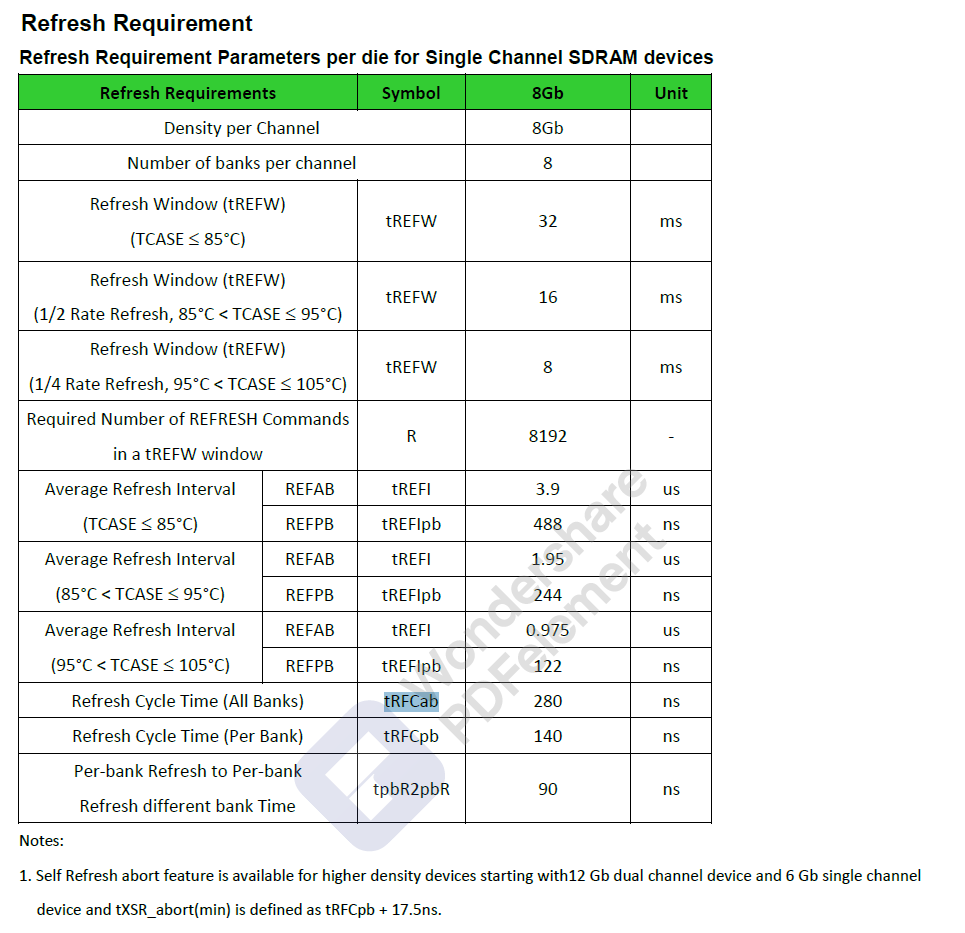 Refresh Requirement
Refresh Requirement Parameters per die for Single Channel SDRAM devices
Refresh Requirements Symbol 8Gb Unit
Density per Channel 8Gb
Number of banks per channel 8
Refresh Window (tREFW)
(TCASE ≤ 85°C) tREFW 32 ms
Refresh Window (tREFW)
(1/2 Rate Refresh, 85°C < TCASE ≤ 95°C) tREFW 16 ms
Refresh Window (tREFW)
(1/4 Rate Refresh, 95°C < TCASE ≤ 105°C) tREFW 8 ms
Required Number of REFRESH Commands
in a tREFW window R 8192 -
Average Refresh Interval REFAB tREFI 3.9 us
(TCASE ≤ 85°C) REFPB tREFIpb 488 ns
Average Refresh Interval REFAB tREFI 1.95 us
(85°C < TCASE ≤ 95°C) REFPB tREFIpb 244 ns
Average Refresh Interval REFAB tREFI 0.975 us
(95°C < TCASE ≤ 105°C) REFPB tREFIpb 122 ns
Refresh Cycle Time (All Banks) tRFCab 280 ns
Refresh Cycle Time (Per Bank) tRFCpb 140 ns
Per-bank Refresh to Per-bank
Refresh different bank Time tpbR2pbR 90 ns
Notes:
1. Self Refresh abort feature is available for higher density devices starting with12 Gb dual channel device and 6 Gb single channel
device and tXSR_abort(min) is defined as tRFCpb + 17.5ns.
Wondershare
PDFelement